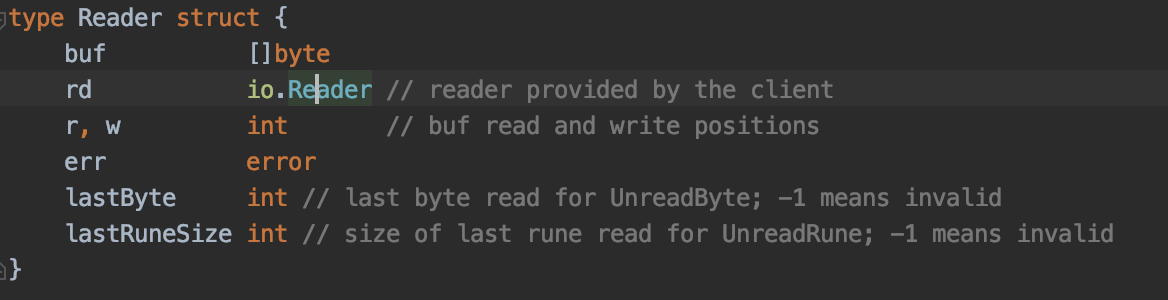 type Reader struct {
    buf          []byte
    rd           io.Reader // reader provided by the client
    r, w         int       // buf read and write positions
    err          error
    lastByte     int // last byte read for UnreadByte; -1 means invalid
    lastRuneSize int // size of last rune read for UnreadRune; -1 means invalid
}